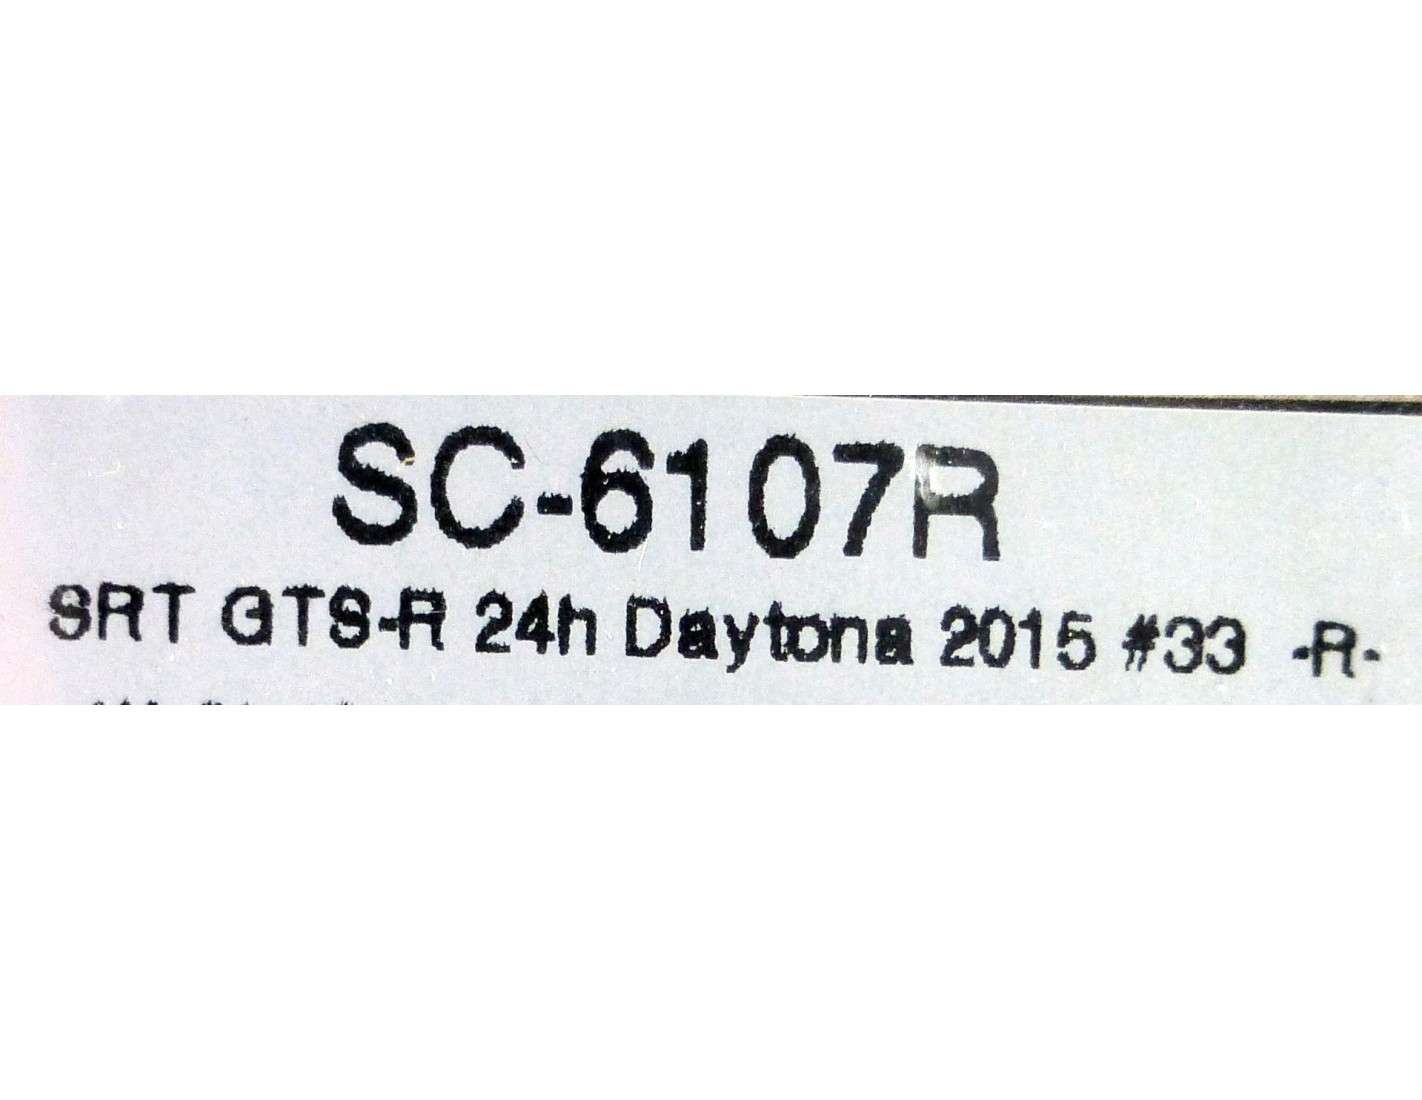 SC-6107R
SRT GTS-R 24h Daytona 2015 #33 -R-